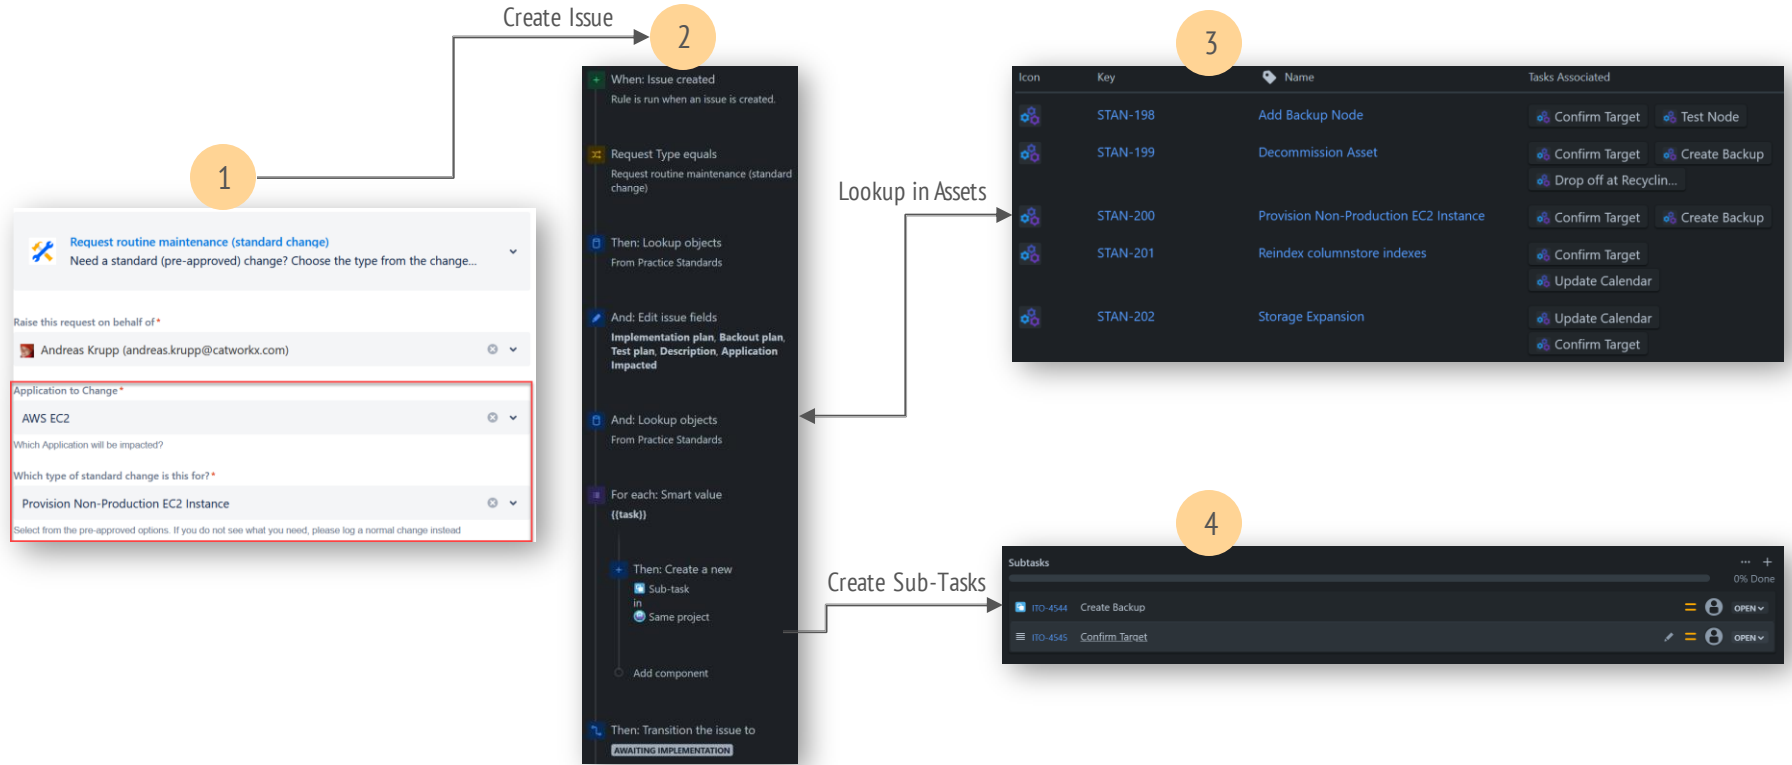 Create Issue
1
Request routine maintenance (standard change)
Need a standard (pre-approved) change? Choose the type from the change...
Raise this request on behalf of *
Andreas Krupp (andreas.krupp@catworkx.com)
Application to Change *
AWS EC2
Which Application will be impacted?
Which type of standard change is this for? *
Provision Non-Production EC2 Instance
Select from the pre-approved options. If you do not see what you need, please log a normal change instead
2
When: Issue created
Rule is run when an issue is created.
Request Type equals
Request routine maintenance (standard
change)
Then: Lookup objects
From Practice Standards
And: Edit issue fields
Implementation plan, Backout plan,
Test plan, Description, Application
Impacted
And: Lookup objects
From Practice Standards
For each: Smart value
{{task}}
Then: Create a new
Sub-task
in
Same project
Add component
Then: Transition the issue to
AWAITING IMPLEMENTATION
Lookup in Assets
3
Icon Key Name Tasks Associated
STAN-198 Add Backup Node Confirm Target Test Node
STAN-199 Decommission Asset Confirm Target Create Backup
Drop off at Recyclin...
STAN-200 Provision Non-Production EC2 Instance Confirm Target Create Backup
STAN-201 Reindex columnstore indexes Confirm Target
Update Calendar
STAN-202 Storage Expansion Update Calendar
Confirm Target
Create Sub-Tasks
4
Subtasks
0% Done
ITO-4544 Create Backup OPEN
ITO-4545 Confirm Target OPEN